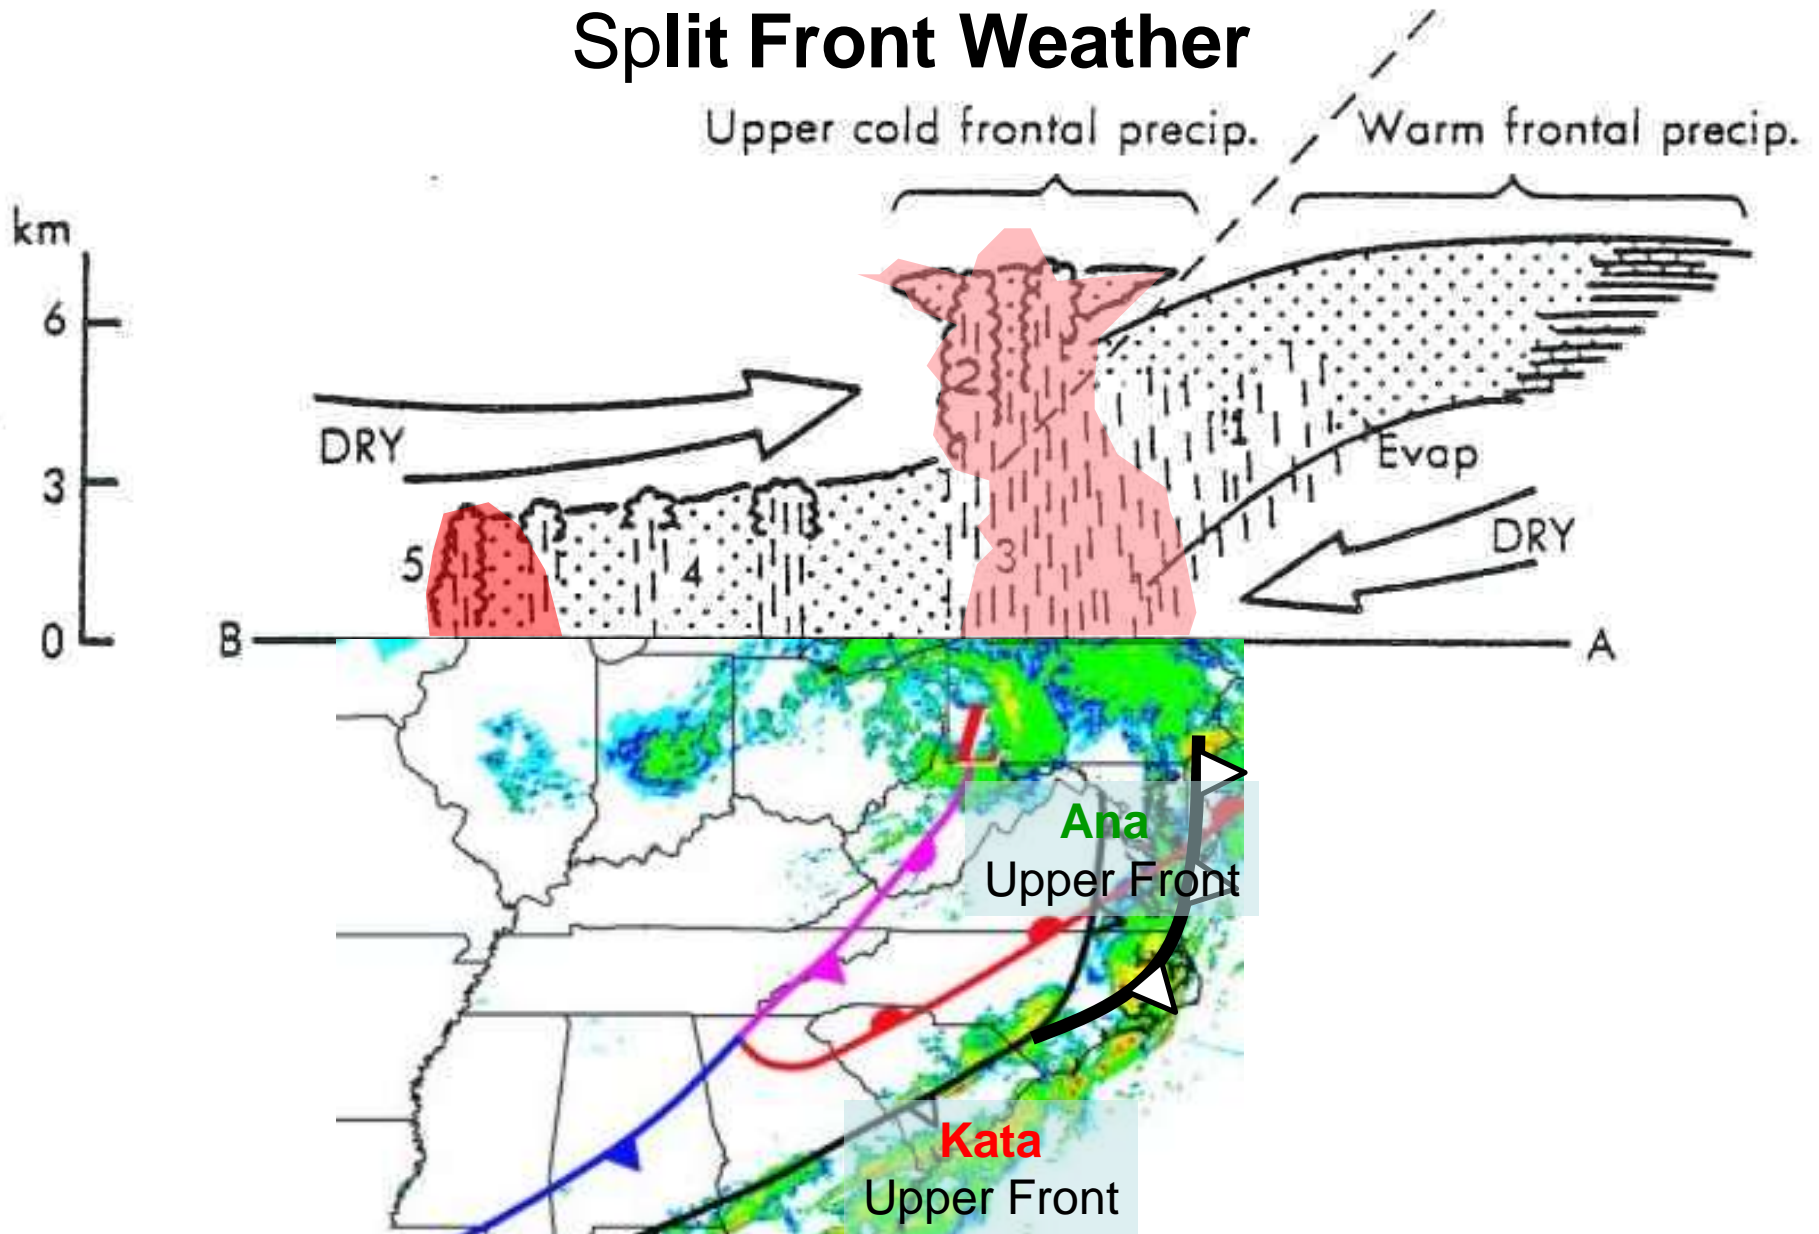 Split Front Weather
Upper cold frontal precip.
Warm frontal precip.
km
6
3
0
DRY
2
1
Evap
DRY
5
4
3
B
A
L
Ana
Upper Front
Kata
Upper Front